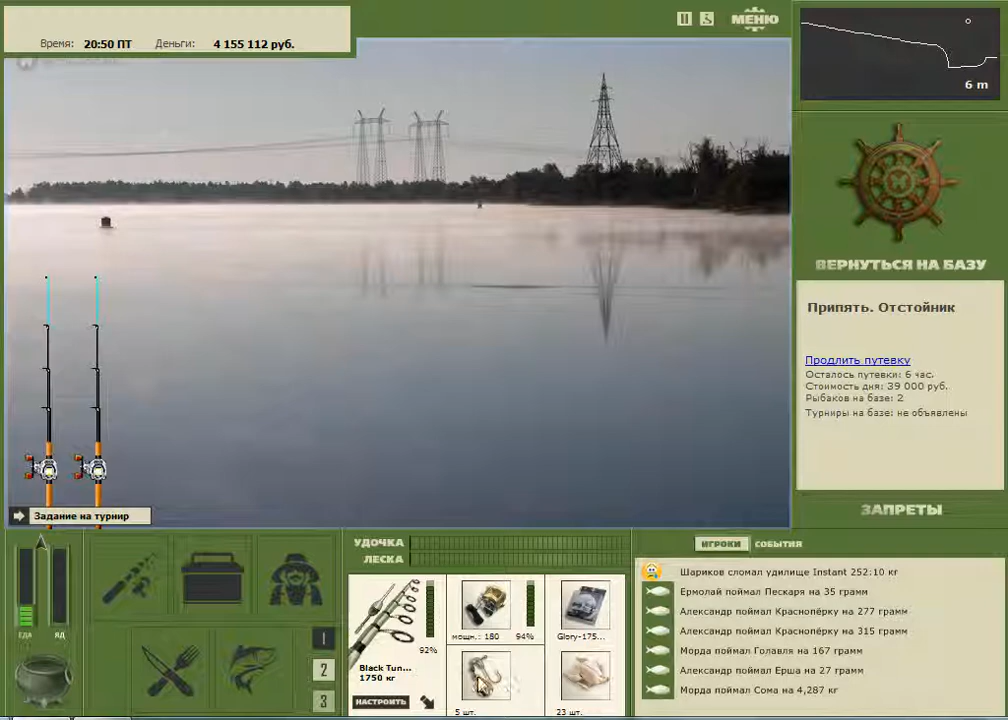 МЕНЮ
Время: 20:50 ПТ Деньги: 4 155 112 руб.
6 m
ВЕРНУТЬСЯ НА БАЗУ
Припять. Отстойник
Продлить путевку
Осталось путевки: 6 час.
Стоимость дня: 39 000 руб.
Рыбаков на базе: 2
Турниры на базе: не объявлены
ЗАПРЕТЫ
Задание на турнир
УДОЧКА
ЛЕСКА
ИГРОКИ СОБЫТИЯ
Шариков сломал удилище Instant 252:10 кг
Ермолай поймал Пескаря на 35 грамм
Александр поймал Краснопёрку на 277 грамм
Александр поймал Краснопёрку на 315 грамм
Морда поймал Голавля на 167 грамм
Александр поймал Ерша на 27 грамм
Морда поймал Сома на 4,287 кг
ЕДА ЯД
1
2
3
92%
Black Tun...
1750 кг
НАСТРОИТЬ
мощн.: 180 94%
Glory-175...
5 шт.
23 шт.